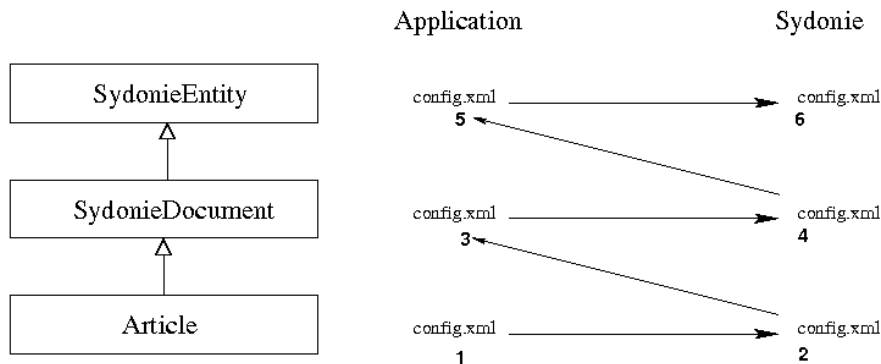 Application Sydonie
SydonieEntity
config.xml config.xml
5 6
SydonieDocument
config.xml config.xml
3 4
Article
config.xml config.xml
1 2